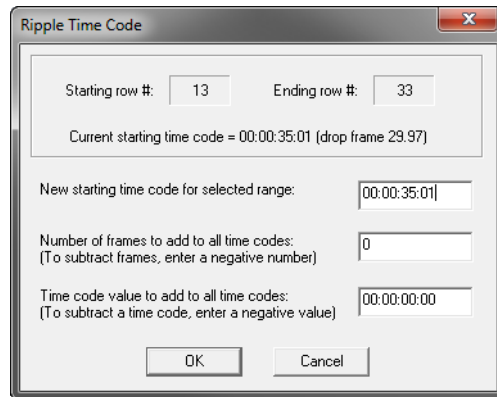 Ripple Time Code
Starting row #: 13 Ending row #: 33
Current starting time code = 00:00:35:01 (drop frame 29.97)
New starting time code for selected range: 00:00:35:01
Number of frames to add to all time codes: 0
(To subtract frames, enter a negative number)
Time code value to add to all time codes: 00:00:00:00
(To subtract a time code, enter a negative value)
OK Cancel